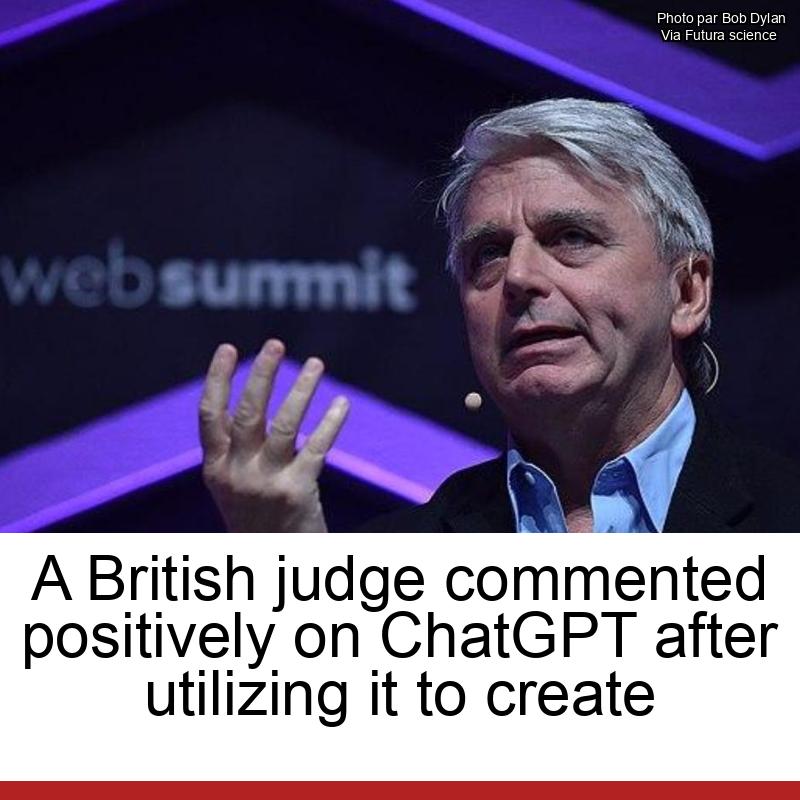 Photo par Bob Dylan
Via Futura science
websummit
A British judge commented
positively on ChatGPT after
utilizing it to create